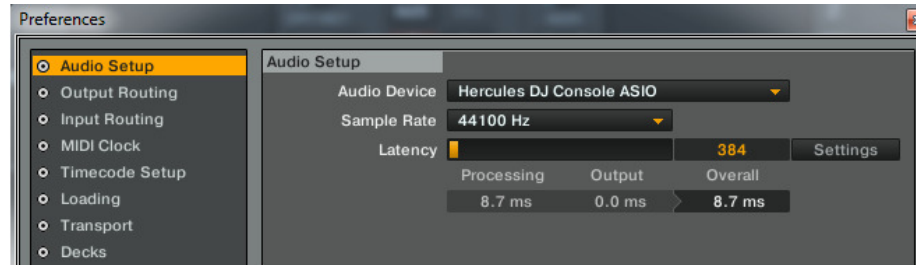 Preferences
Audio Setup
Output Routing
Input Routing
MIDI Clock
Timecode Setup
Loading
Transport
Decks
Audio Setup
Audio Device Hercules DJ Console ASIO
Sample Rate 44100 Hz
Latency 384 Settings
Processing Output Overall
8.7 ms 0.0 ms 8.7 ms